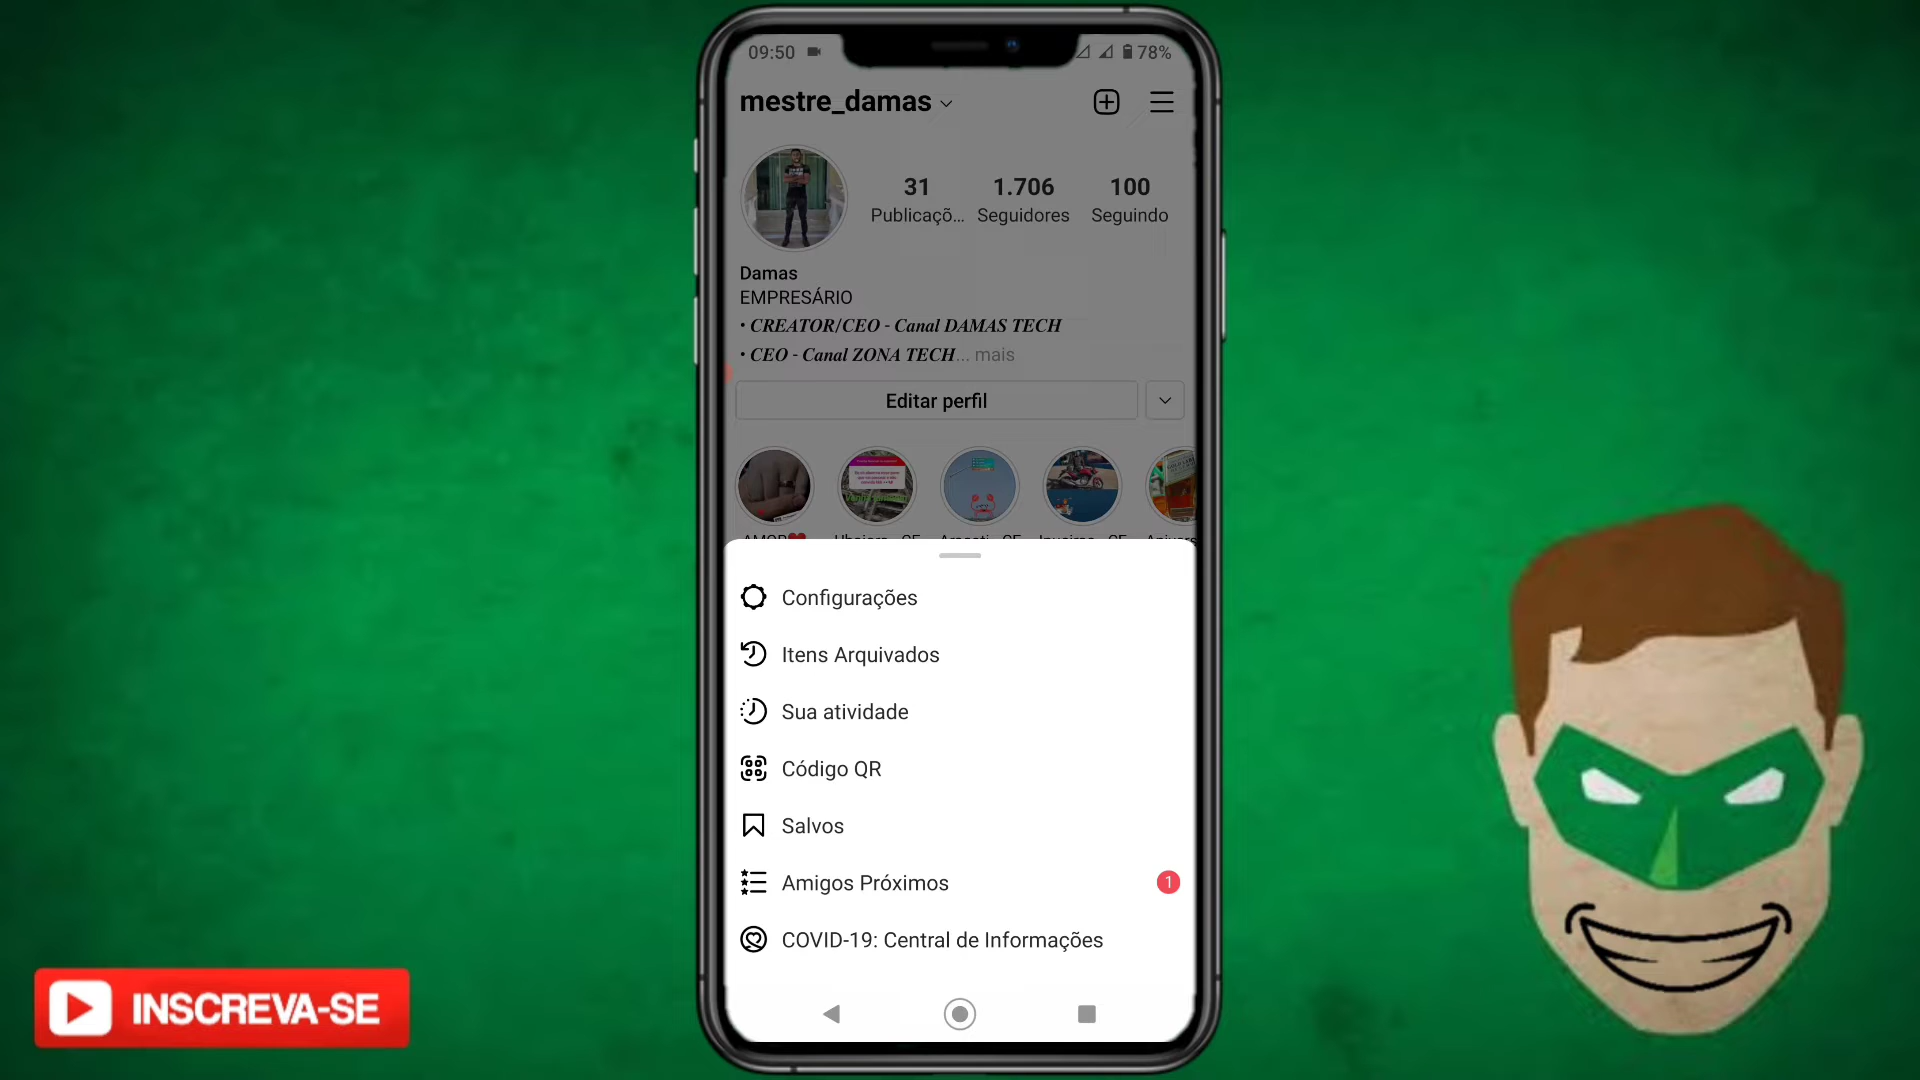 09:50
78%
mestre_damas
31
1.706
100
Publicaçõ...
Seguidores
Seguindo
Damas
EMPRESÁRIO
• CREATOR/CEO - Canal DAMAS TECH
• CEO - Canal ZONA TECH... mais
Editar perfil
AMOR❤
Configurações
Itens Arquivados
Sua atividade
Código QR
Salvos
Amigos Próximos
1
COVID-19: Central de Informações
INSCREVA-SE